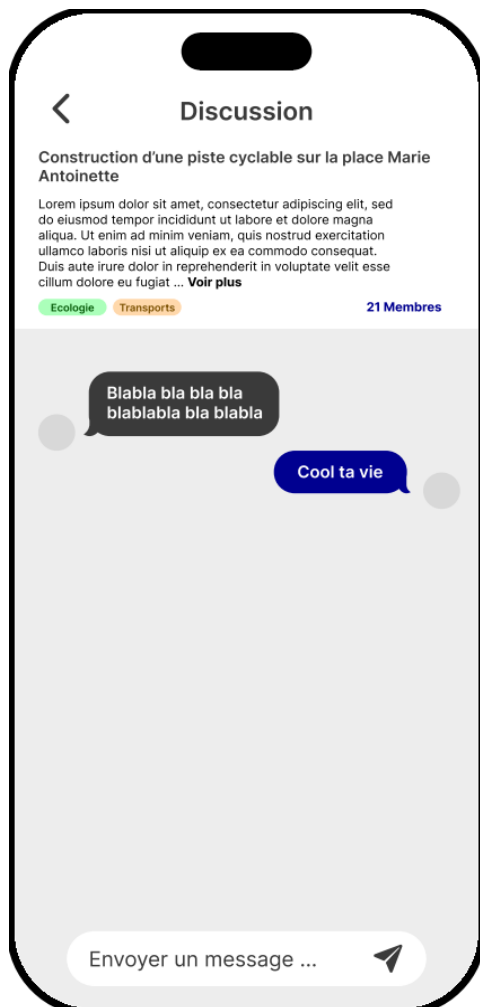 Discussion
Construction d'une piste cyclable sur la place Marie
Antoinette
Lorem ipsum dolor sit amet, consectetur adipiscing elit, sed
do eiusmod tempor incididunt ut labore et dolore magna
aliqua. Ut enim ad minim veniam, quis nostrud exercitation
ullamco laboris nisi ut aliquip ex ea commodo consequat.
Duis aute irure dolor in reprehenderit in voluptate velit esse
cillum dolore eu fugiat ... Voir plus
Ecologie Transports 21 Membres
Blabla bla bla bla
blablabla bla blabla
Cool ta vie
Envoyer un message ...